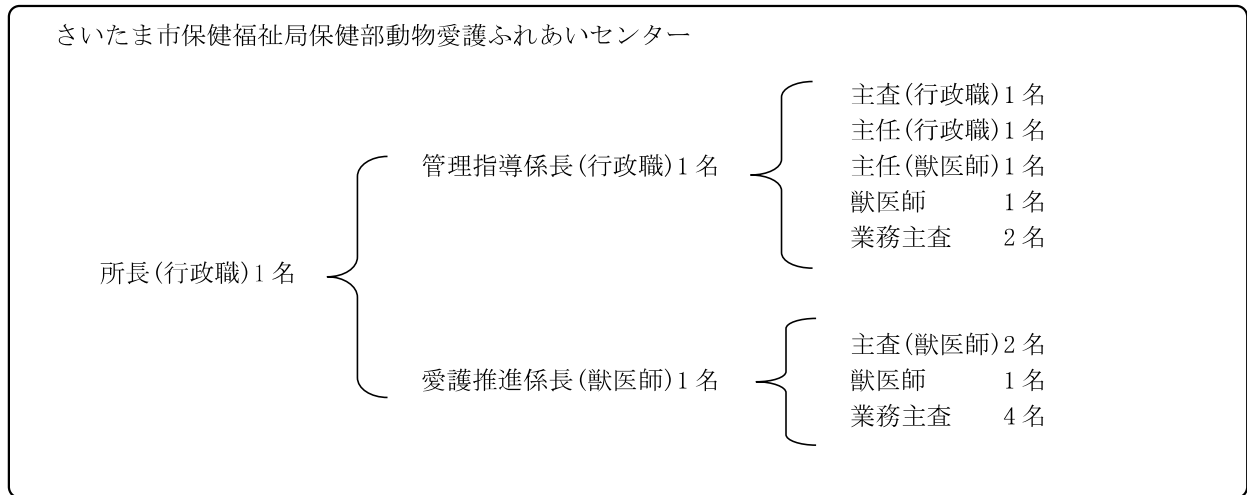 さいたま市保健福祉局保健部動物愛護ふれあいセンター
主査(行政職)1名
主任(行政職)1名
管理指導係長(行政職)1名
主任(獣医師)1名
獣医師 1名
業務主査 2名
所長(行政職)1名
主査(獣医師)2名
愛護推進係長(獣医師)1名
獣医師 1名
業務主査 4名